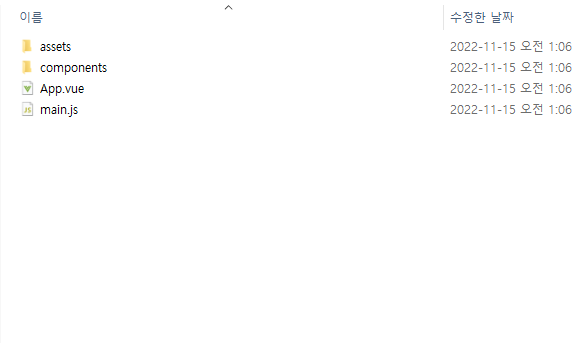 이름 수정한 날짜
assets 2022-11-15 오전 1:06
components 2022-11-15 오전 1:06
App.vue 2022-11-15 오전 1:06
JS main.js 2022-11-15 오전 1:06